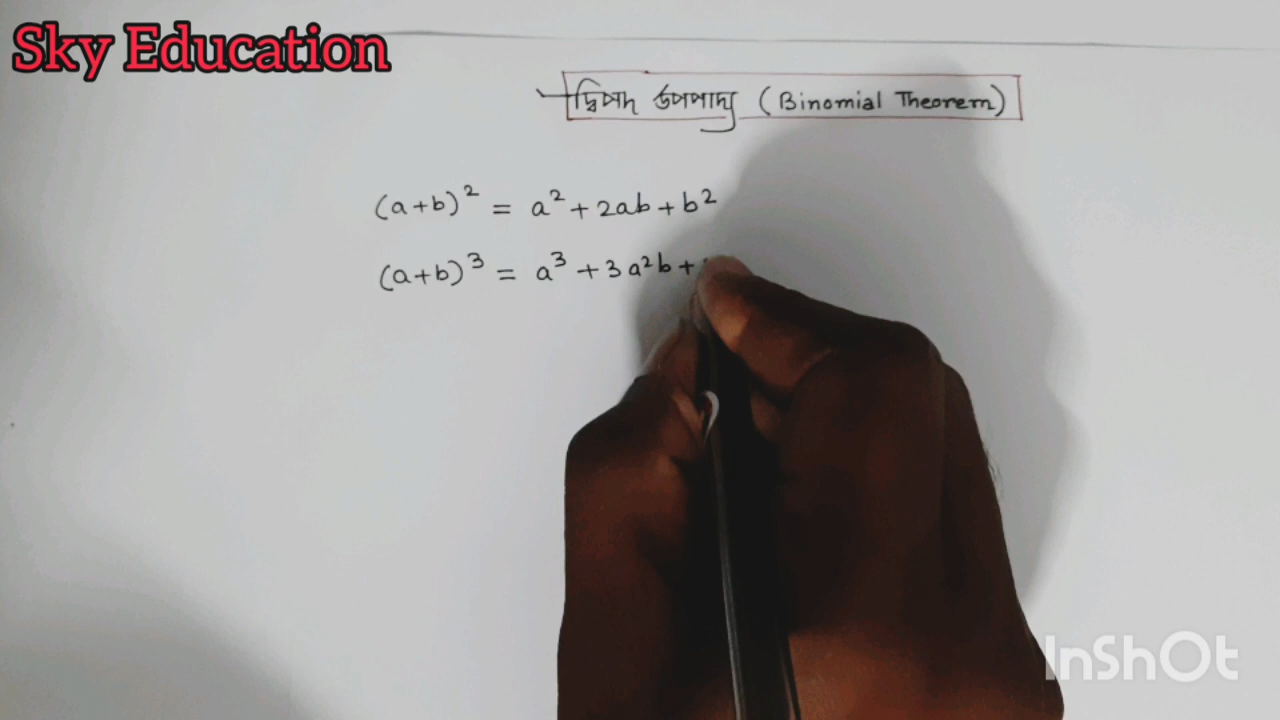 Sky Education
দ্বিপদ উপপাদ্য (Binomial Theorem)
(a+b)² = a² + 2ab + b²
(a+b)³ = a³ + 3a²b +
InShOt